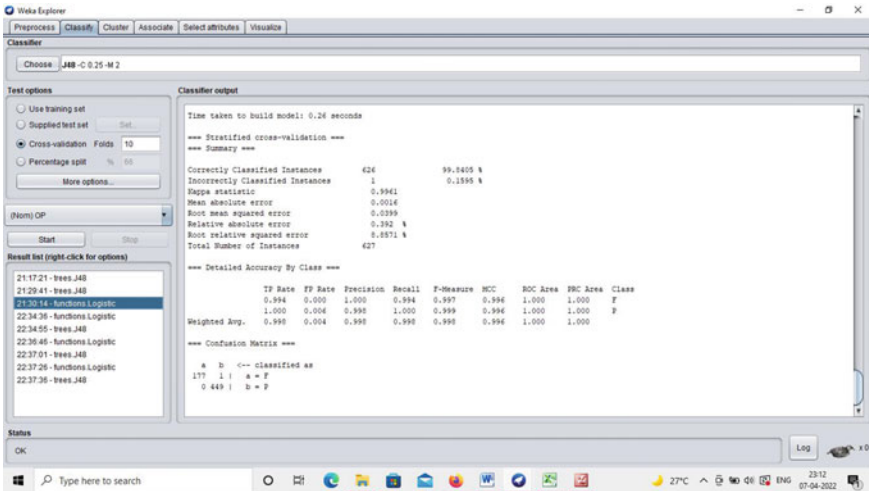 Weka Explorer
Preprocess Classify Cluster Associate Select attributes Visualize
Classifier
Choose J48 -C 0.25 -M 2
Test options
Use training set
Supplied test set Set...
Cross-validation Folds 10
Percentage split % 66
More options...
(Nom) OP
Start Stop
Result list (right-click for options)
21:17:21 - trees.J48
21:29:41 - trees.J48
21:30:14 - functions.Logistic
22:34:36 - functions.Logistic
22:34:55 - trees.J48
22:36:46 - functions.Logistic
22:37:01 - trees.J48
22:37:26 - functions.Logistic
22:37:36 - trees.J48
Classifier output
Time taken to build model: 0.26 seconds
=== Stratified cross-validation ===
=== Summary ===
Correctly Classified Instances 626 99.8405 %
Incorrectly Classified Instances 1 0.1595 %
Kappa statistic 0.9961
Mean absolute error 0.0016
Root mean squared error 0.0399
Relative absolute error 0.392 %
Root relative squared error 8.8571 %
Total Number of Instances 627
=== Detailed Accuracy By Class ===
TP Rate FP Rate Precision Recall F-Measure MCC ROC Area PRC Area Class
0.994 0.000 1.000 0.994 0.997 0.996 1.000 1.000 F
1.000 0.006 0.998 1.000 0.999 0.996 1.000 1.000 P
Weighted Avg. 0.998 0.004 0.998 0.998 0.998 0.996 1.000 1.000
=== Confusion Matrix ===
a b <-- classified as
177 1 | a = F
0 449 | b = P
Status
OK
Log x 0
Type here to search
27°C ENG 23:12
07-04-2022